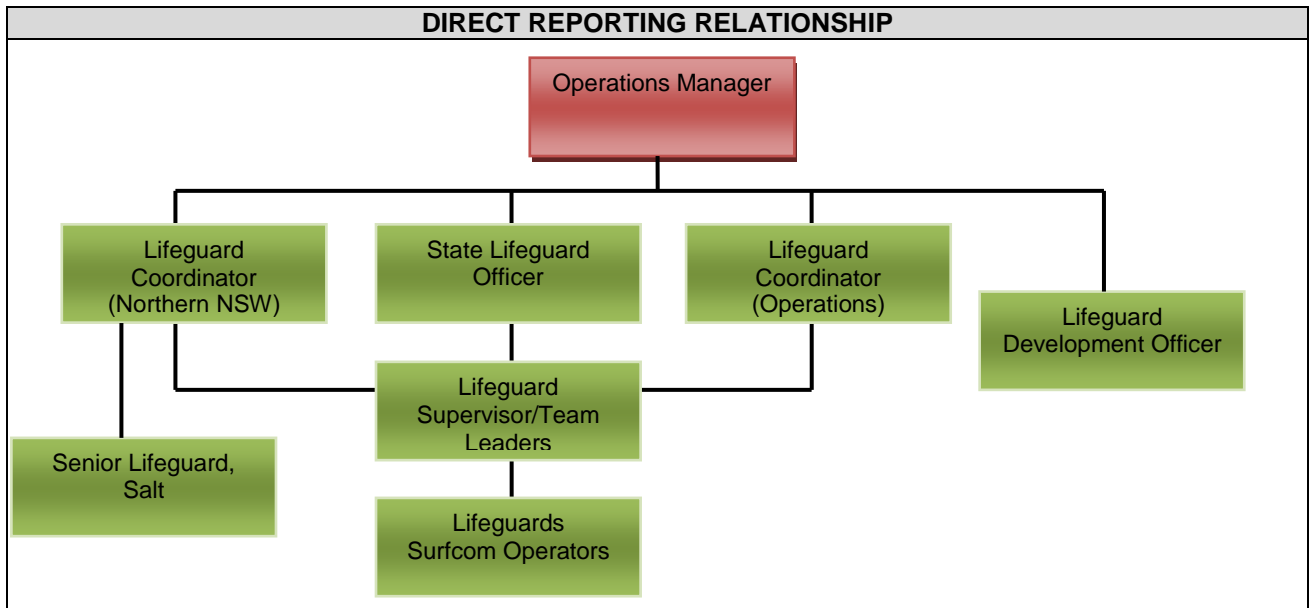 DIRECT REPORTING RELATIONSHIP
Operations Manager
Lifeguard
Coordinator
(Northern NSW)
State Lifeguard
Officer
Lifeguard
Coordinator
(Operations)
Lifeguard
Development Officer
Lifeguard
Supervisor/Team
Leaders
Senior Lifeguard,
Salt
Lifeguards
Surfcom Operators